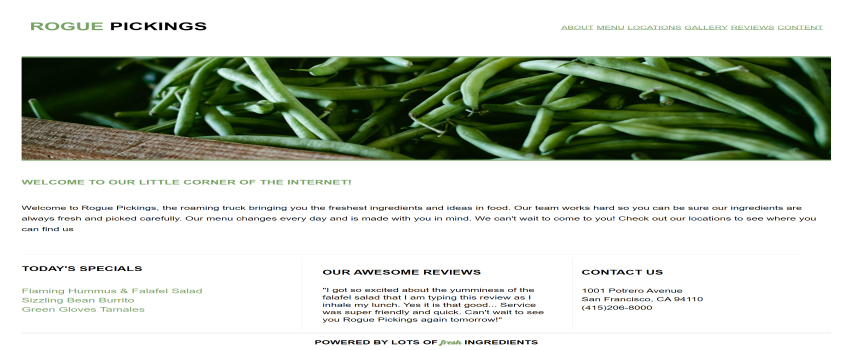 ROGUE PICKINGS
ABOUT MENU LOCATIONS GALLERY REVIEWS CONTENT
WELCOME TO OUR LITTLE CORNER OF THE INTERNET!
Welcome to Rogue Pickings, the roaming truck bringing you the freshest ingredients and ideas in food. Our team works hard so you can be sure our ingredients are
always fresh and picked carefully. Our menu changes every day and is made with you in mind. We can't wait to come to you! Check out our locations to see where you
can find us
TODAY'S SPECIALS
Flaming Hummus & Falafel Salad
Sizzling Bean Burrito
Green Gloves Tamales
OUR AWESOME REVIEWS
"I got so excited about the yumminess of the
falafel salad that I am typing this review as I
inhale my lunch. Yes it is that good... Service
was super friendly and quick. Can't wait to see
you Rogue Pickings again tomorrow!"
CONTACT US
1001 Potrero Avenue
San Francisco, CA 94110
(415)206-8000
POWERED BY LOTS OF fresh INGREDIENTS